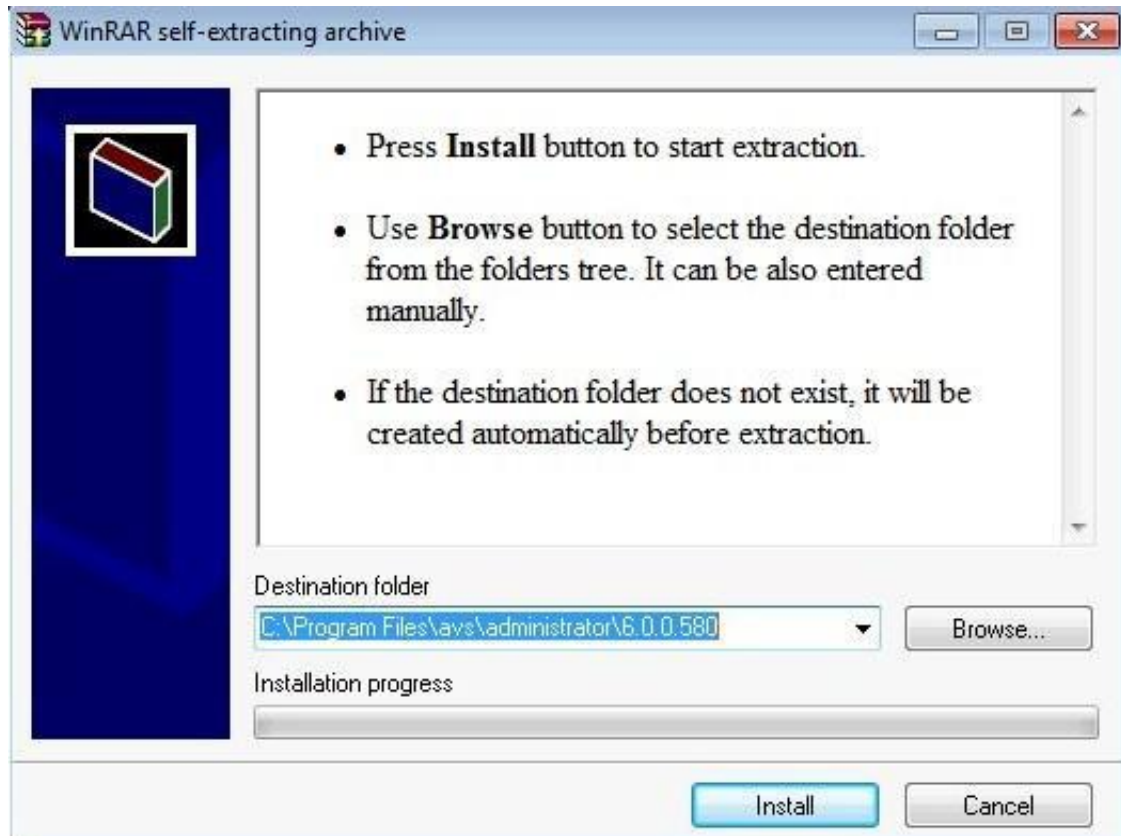 WinRAR self-extracting archive
• Press Install button to start extraction.
• Use Browse button to select the destination folder
from the folders tree. It can be also entered
manually.
• If the destination folder does not exist, it will be
created automatically before extraction.
Destination folder
C:\Program Files\avs\administrator\6.0.0.580
Browse...
Installation progress
Install
Cancel